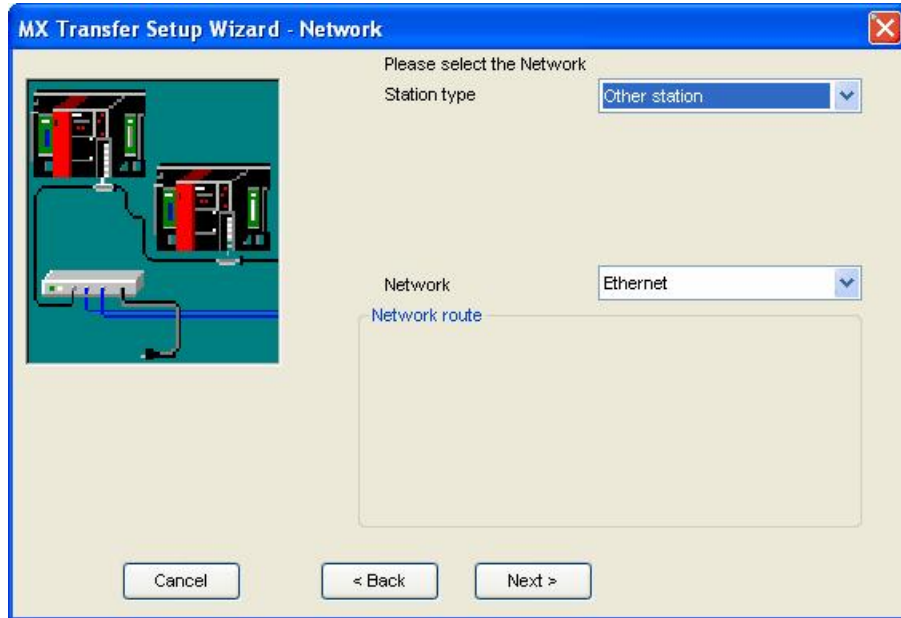 MX Transfer Setup Wizard - Network
Please select the Network
Station type
Other station
Network
Ethernet
Network route
Cancel
< Back
Next >